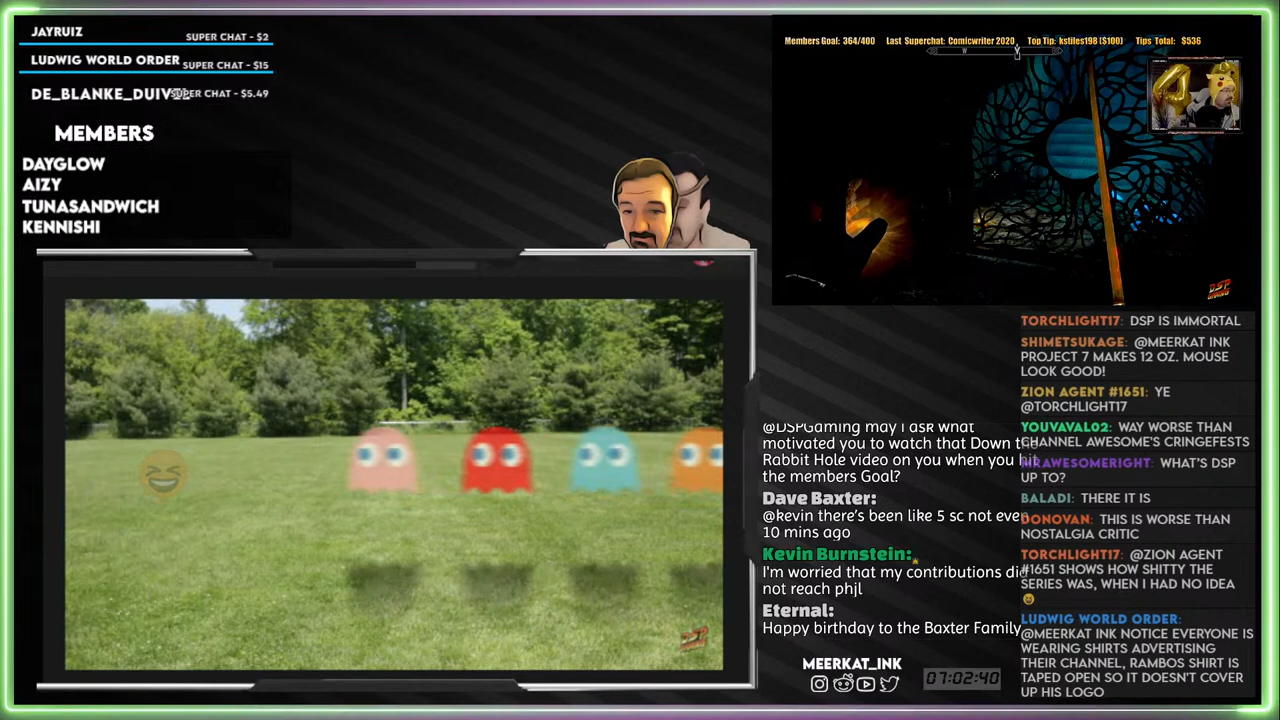 JAYRUIZ
SUPER CHAT - $2
LUDWIG WORLD ORDER
SUPER CHAT - $15
SUPER CHAT - $5.49
MEMBERS
DAYGLOW
AIZY
TUNASANDWICH
KENNISHI
Members Goal: 364/400 Last Superchat: Comicwriter 2020 Top Tip: kstiles198 ($100) Tips Total: $536
W
4
DSP
GAMING
DSP
@DSPGaming may I ask what
motivated you to watch that Down the
Rabbit Hole video on you when you hit
the members Goal?
Dave Baxter:
@kevin there's been like 5 sc not even
10 mins ago
Kevin Burnstein:
I'm worried that my contributions did
not reach phjl
Eternal:
Happy birthday to the Baxter Family
MEERKAT_INK
07:02:40
TORCHLIGHT17: DSP IS IMMORTAL
SHIMETSUKAGE: @MEERKAT INK
PROJECT 7 MAKES 12 OZ. MOUSE
LOOK GOOD!
ZION AGENT #1651: YE
@TORCHLIGHT17
YOUVAVAL02: WAY WORSE THAN
CHANNEL AWESOME'S CRINGEFESTS
MRAWESOMERIGHT: WHAT'S DSP
UP TO?
BALADI: THERE IT IS
DONOVAN: THIS IS WORSE THAN
NOSTALGIA CRITIC
TORCHLIGHT17: @ZION AGENT
#1651 SHOWS HOW SHITTY THE
SERIES WAS, WHEN I HAD NO IDEA
LUDWIG WORLD ORDER:
@MEERKAT INK NOTICE EVERYONE IS
WEARING SHIRTS ADVERTISING
THEIR CHANNEL, RAMBOS SHIRT IS
TAPED OPEN SO IT DOESN'T COVER
UP HIS LOGO